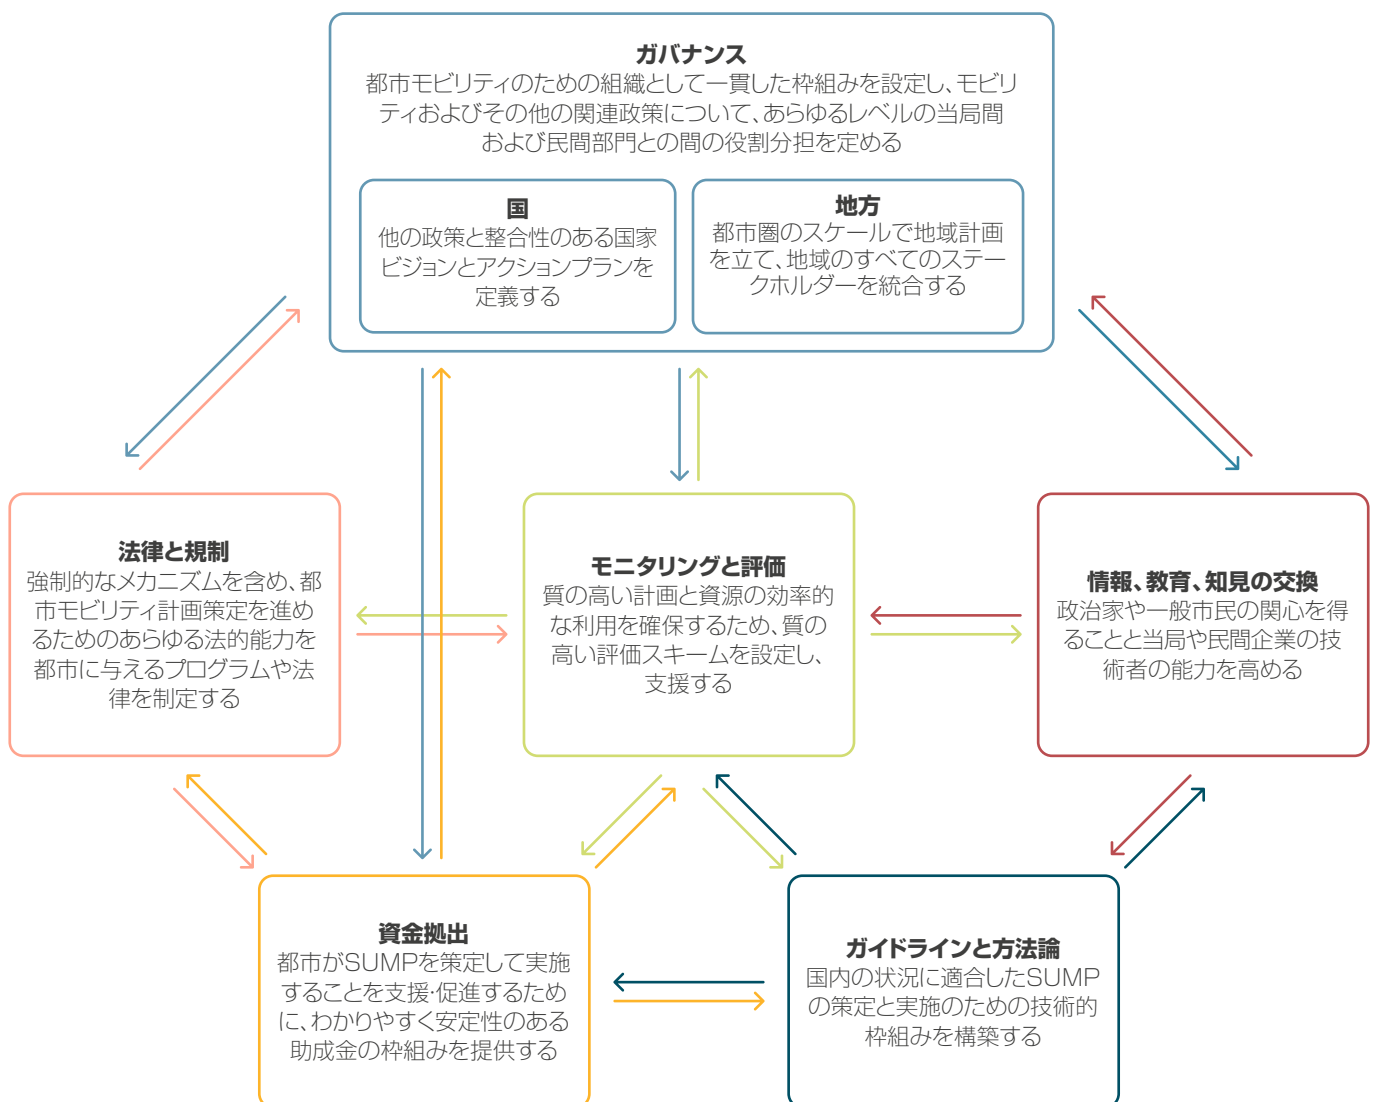 ガバナンス
都市モビリティのための組織として一貫した枠組みを設定し、モビリ
ティおよびその他の関連政策について、あらゆるレベルの当局間
および民間部門との間の役割分担を定める
国
他の政策と整合性のある国家
ビジョンとアクションプランを
定義する
地方
都市圏のスケールで地域計画
を立て、地域のすべてのステー
クホルダーを統合する
法律と規制
強制的なメカニズムを含め、都
市モビリティ計画策定を進め
るためのあらゆる法的能力を
都市に与えるプログラムや法
律を制定する
モニタリングと評価
質の高い計画と資源の効率的
な利用を確保するため、質の
高い評価スキームを設定し、
支援する
情報、教育、知見の交換
政治家や一般市民の関心を得
ることと当局や民間企業の技
術者の能力を高める
資金拠出
都市がSUMPを策定して実施
することを支援・促進するため
に、わかりやすく安定性のある
助成金の枠組みを提供する
ガイドラインと方法論
国内の状況に適合したSUMP
の策定と実施のための技術的
枠組みを構築する